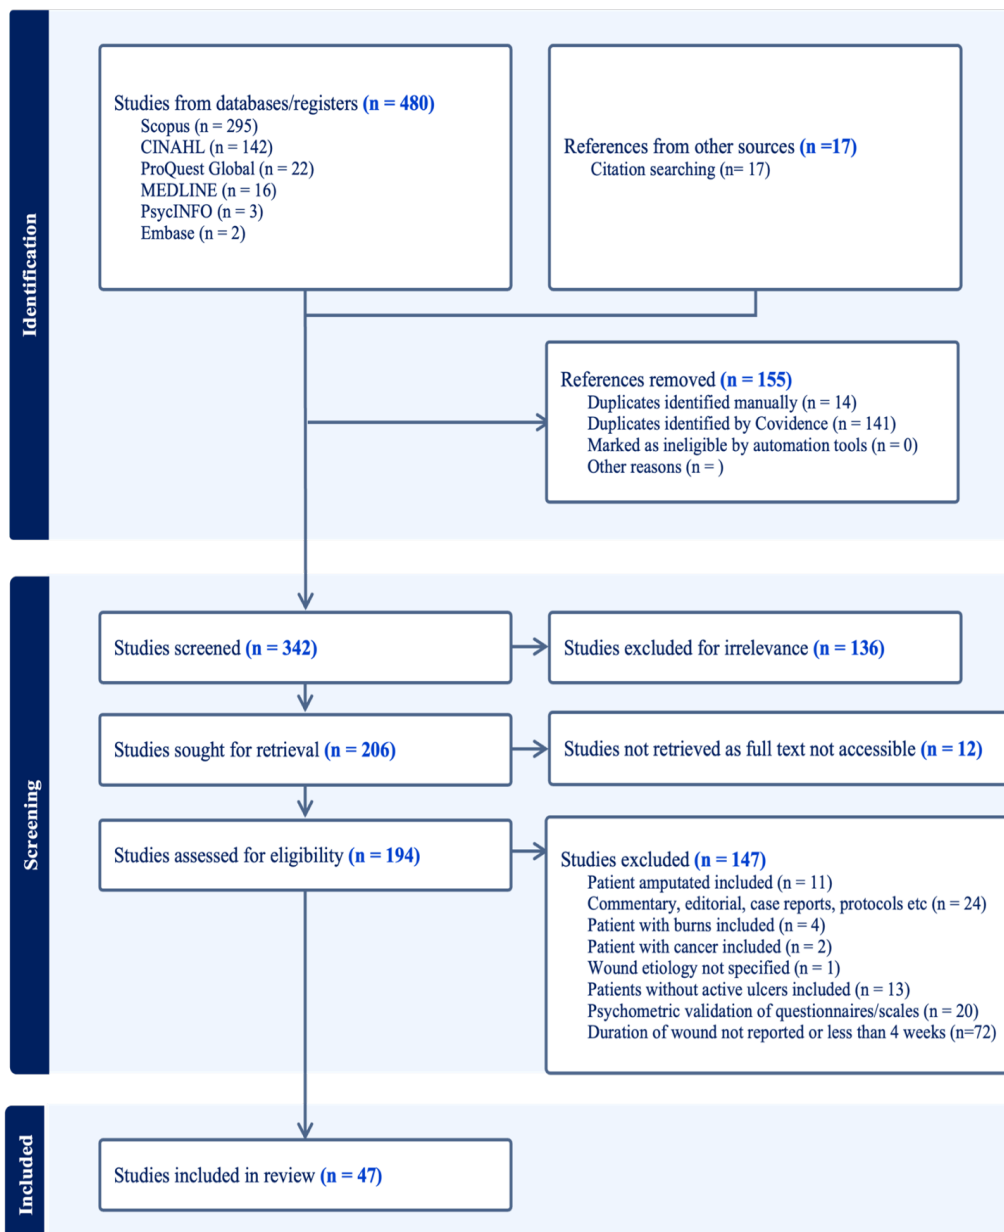 Identification
Studies from databases/registers (n = 480)
Scopus (n = 295)
CINAHL (n = 142)
ProQuest Global (n = 22)
MEDLINE (n = 16)
PsycINFO (n = 3)
Embase (n = 2)
References from other sources (n =17)
Citation searching (n= 17)
References removed (n = 155)
Duplicates identified manually (n = 14)
Duplicates identified by Covidence (n = 141)
Marked as ineligible by automation tools (n = 0)
Other reasons (n = )
Screening
Studies screened (n = 342)
Studies excluded for irrelevance (n = 136)
Studies sought for retrieval (n = 206)
Studies not retrieved as full text not accessible (n = 12)
Studies assessed for eligibility (n = 194)
Studies excluded (n = 147)
Patient amputated included (n = 11)
Commentary, editorial, case reports, protocols etc (n = 24)
Patient with burns included (n = 4)
Patient with cancer included (n = 2)
Wound etiology not specified (n = 1)
Patients without active ulcers included (n = 13)
Psychometric validation of questionnaires/scales (n = 20)
Duration of wound not reported or less than 4 weeks (n=72)
Included
Studies included in review (n = 47)